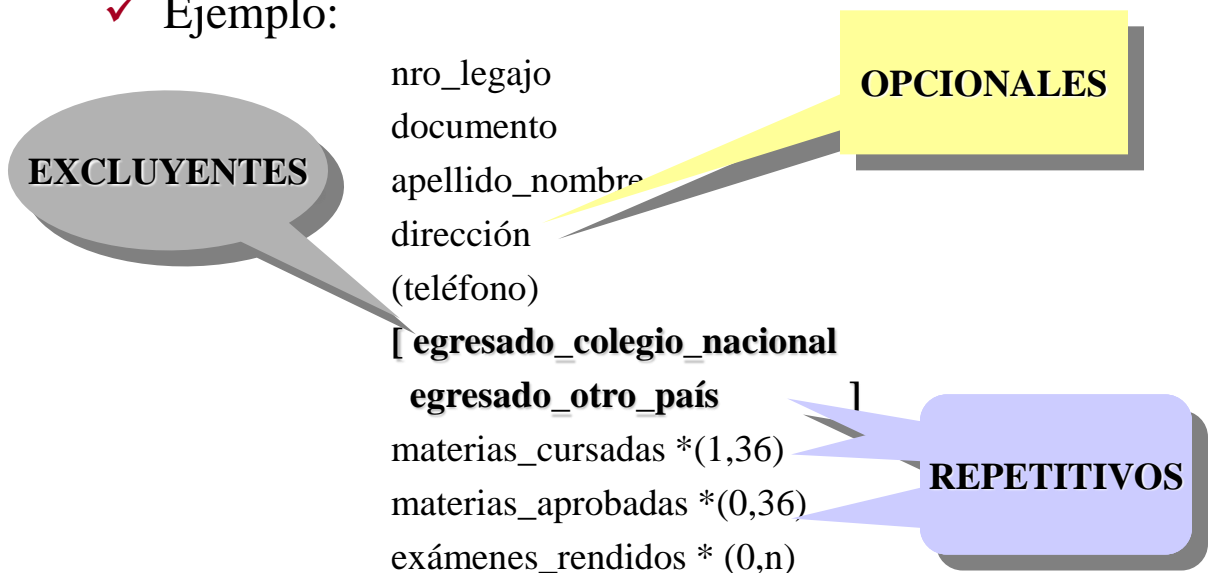 ✓ Ejemplo:
nro_legajo
OPCIONALES
documento
EXCLUYENTES
apellido_nombre
dirección
(teléfono)
[ egresado_colegio_nacional
egresado_otro_país ]
materias_cursadas *(1,36)
REPETITIVOS
materias_aprobadas *(0,36)
exámenes_rendidos * (0,n)